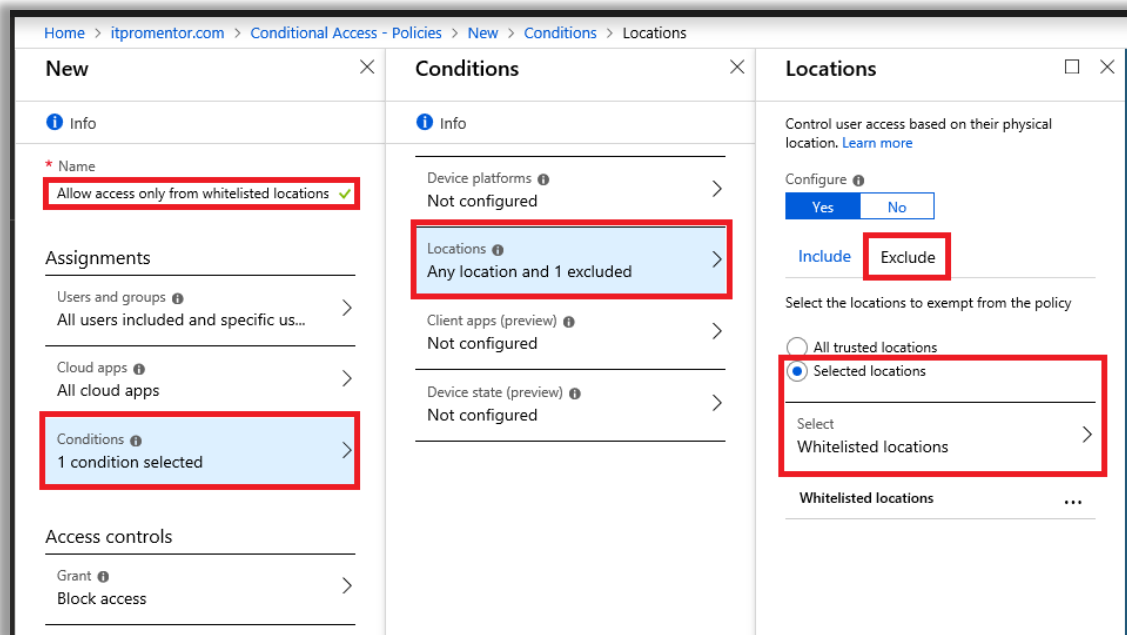 Home > itpromentor.com > Conditional Access - Policies > New > Conditions > Locations
New
Info
* Name
Allow access only from whitelisted locations
Assignments
Users and groups
All users included and specific us...
Cloud apps
All cloud apps
Conditions
1 condition selected
Access controls
Grant
Block access
Conditions
Info
Device platforms
Not configured
Locations
Any location and 1 excluded
Client apps (preview)
Not configured
Device state (preview)
Not configured
Locations
Control user access based on their physical
location. Learn more
Configure
Yes No
Include Exclude
Select the locations to exempt from the policy
All trusted locations
Selected locations
Select
Whitelisted locations
Whitelisted locations ...